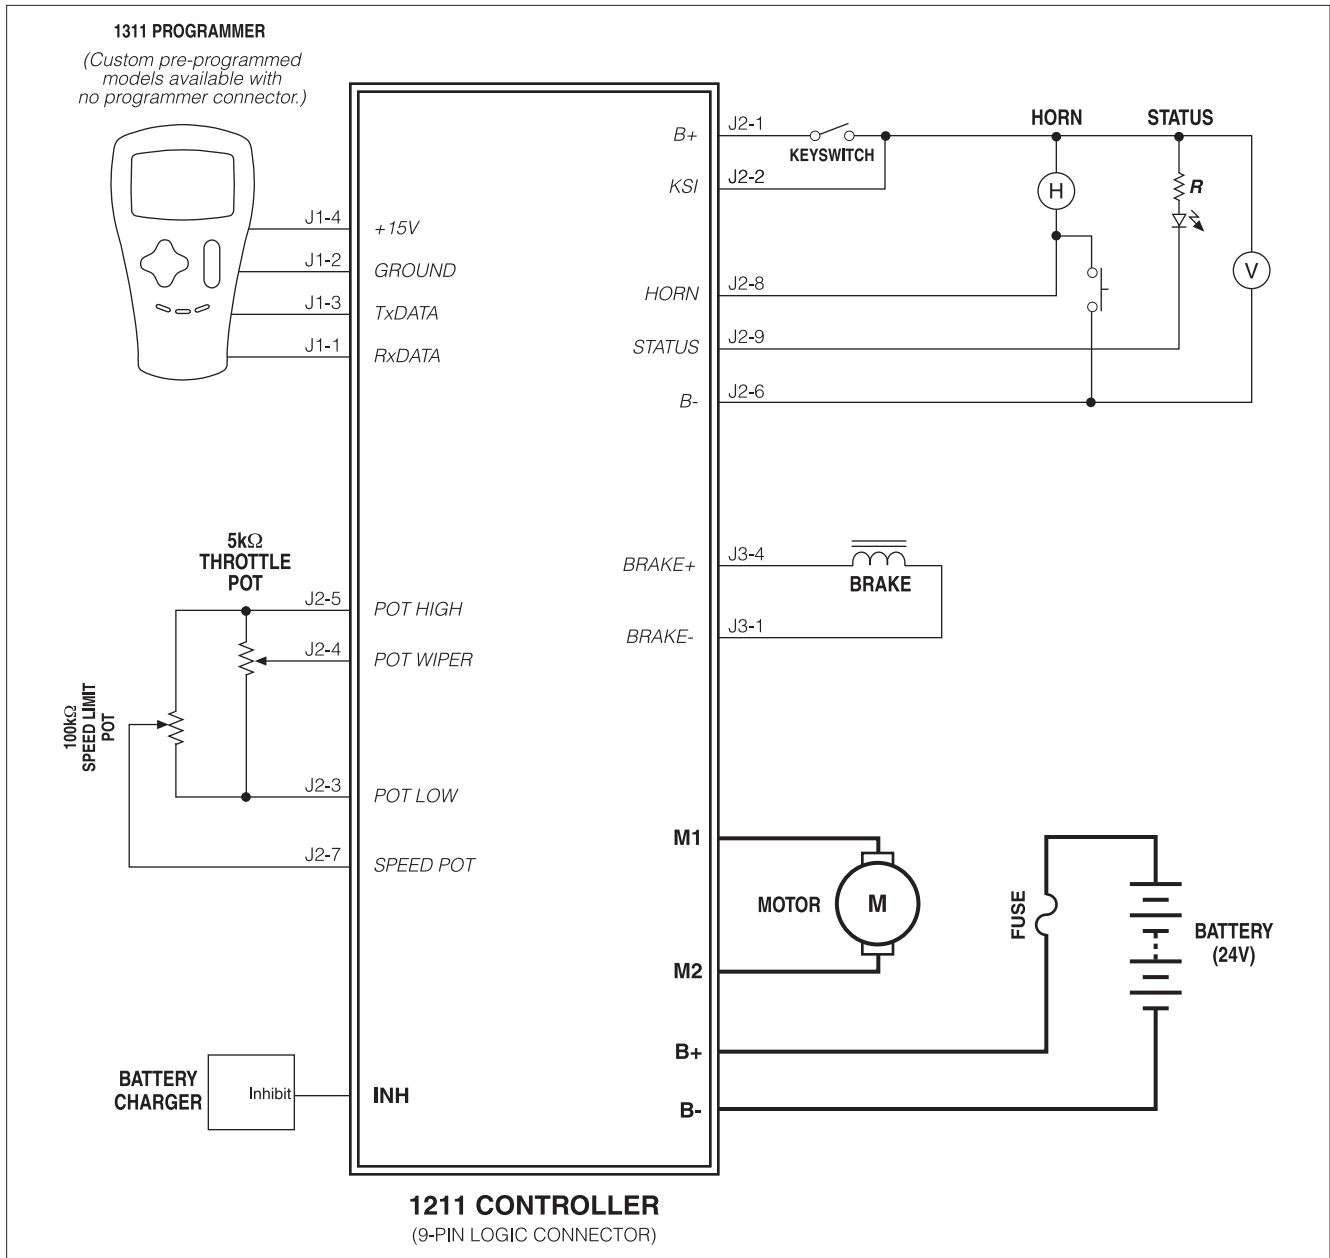 1311 PROGRAMMER
(Custom pre-programmed
models available with
no programmer connector.)
J1-4
+15V
J1-2
GROUND
J1-3
TxDATA
J1-1
RxDATA
B+
J2-1
KEYSWITCH
KSI
J2-2
HORN
STATUS
H
R
V
HORN
J2-8
STATUS
J2-9
B-
J2-6
5kΩ
THROTTLE
POT
J2-5
POT HIGH
J2-4
POT WIPER
100kΩ
SPEED LIMIT
POT
J2-3
POT LOW
J2-7
SPEED POT
BRAKE+
J3-4
BRAKE
BRAKE-
J3-1
M1
MOTOR
M
M2
FUSE
BATTERY
(24V)
B+
B-
BATTERY
CHARGER
Inhibit
INH
1211 CONTROLLER
(9-PIN LOGIC CONNECTOR)